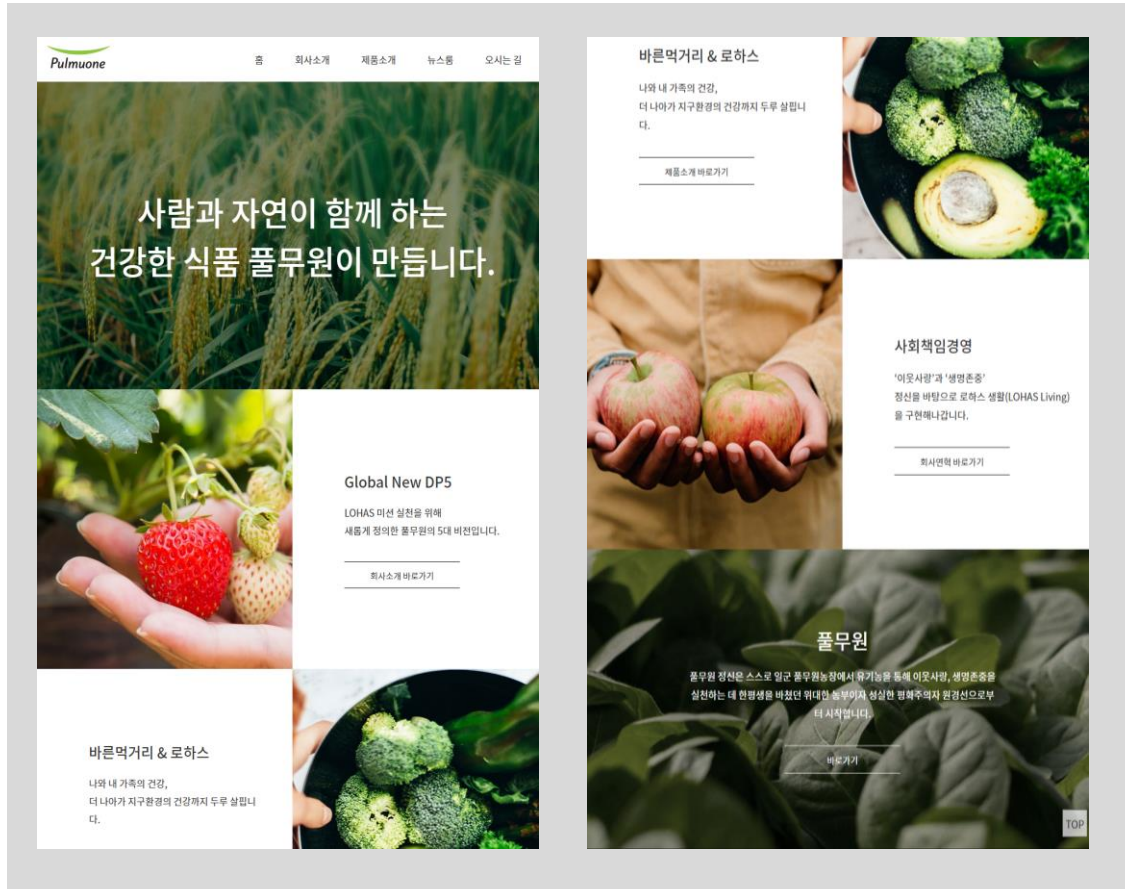 Pulmuone
홈 회사소개 제품소개 뉴스룸 오시는 길
사람과 자연이 함께 하는
건강한 식품 풀무원이 만듭니다.
Global New DP5
LOHAS 미션 실천을 위해
새롭게 정의한 풀무원의 5대 비전입니다.
회사소개 바로가기
바른먹거리 & 로하스
나와 내 가족의 건강,
더 나아가 지구환경의 건강까지 두루 살핍니
다.
바른먹거리 & 로하스
나와 내 가족의 건강,
더 나아가 지구환경의 건강까지 두루 살핍니
다.
제품소개 바로가기
사회책임경영
‘이웃사랑’과 ‘생명존중’
정신을 바탕으로 로하스 생활(LOHAS Living)
을 구현해나갑니다.
회사연혁 바로가기
풀무원
풀무원 정신은 스스로 일군 풀무원농장에서 유기농을 통해 이웃사랑, 생명존중을
실천하는 데 한평생을 바쳤던 위대한 농부이자 성실한 평화주의자 원경선으로부
터 시작합니다.
바로가기
TOP